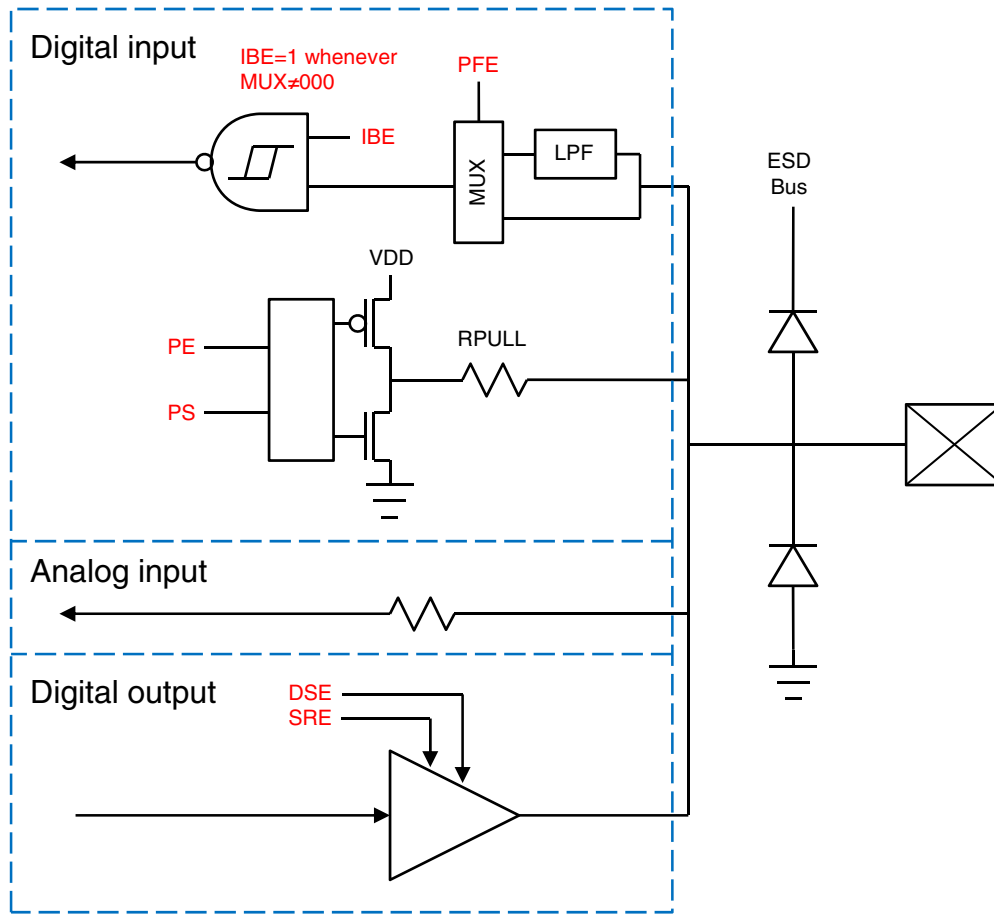 Digital input
IBE=1 whenever
MUX≠000
PFE
IBE
LPF
MUX
ESD
Bus
VDD
PE
RPULL
PS
Analog input
Digital output
DSE
SRE